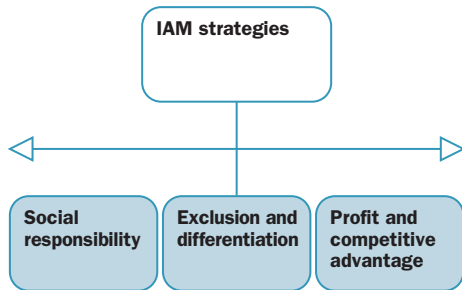 IAM strategies
Social
responsibility
Exclusion and
differentiation
Profit and
competitive
advantage